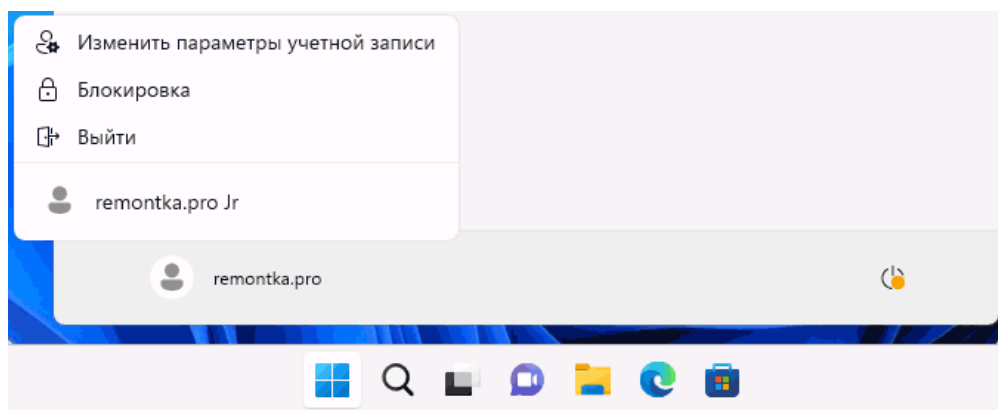 Изменить параметры учетной записи
Блокировка
Выйти
remontka.pro Jr
remontka.pro